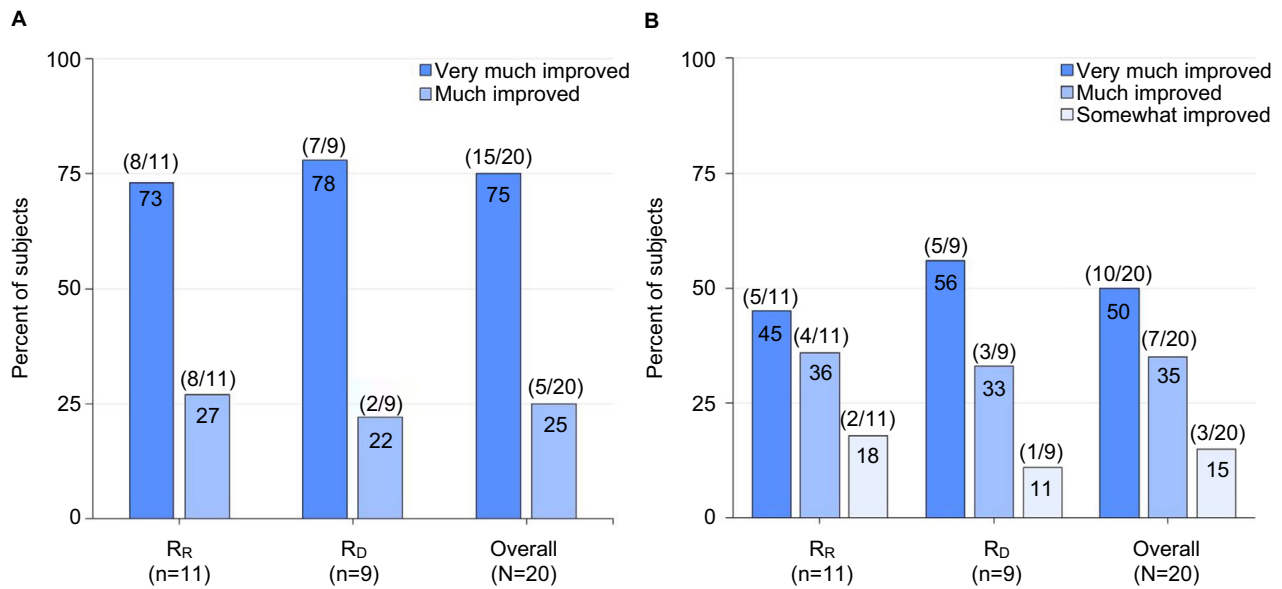 A
100
75
50
25
0
Percent of subjects
Very much improved
Much improved
(8/11)
73
(8/11)
27
(7/9)
78
(2/9)
22
(15/20)
75
(5/20)
25
RR
(n=11)
RD
(n=9)
Overall
(N=20)
B
100
75
50
25
0
Percent of subjects
Very much improved
Much improved
Somewhat improved
(5/11)
45
(4/11)
36
(2/11)
18
(5/9)
56
(3/9)
33
(1/9)
11
(10/20)
50
(7/20)
35
(3/20)
15
RR
(n=11)
RD
(n=9)
Overall
(N=20)